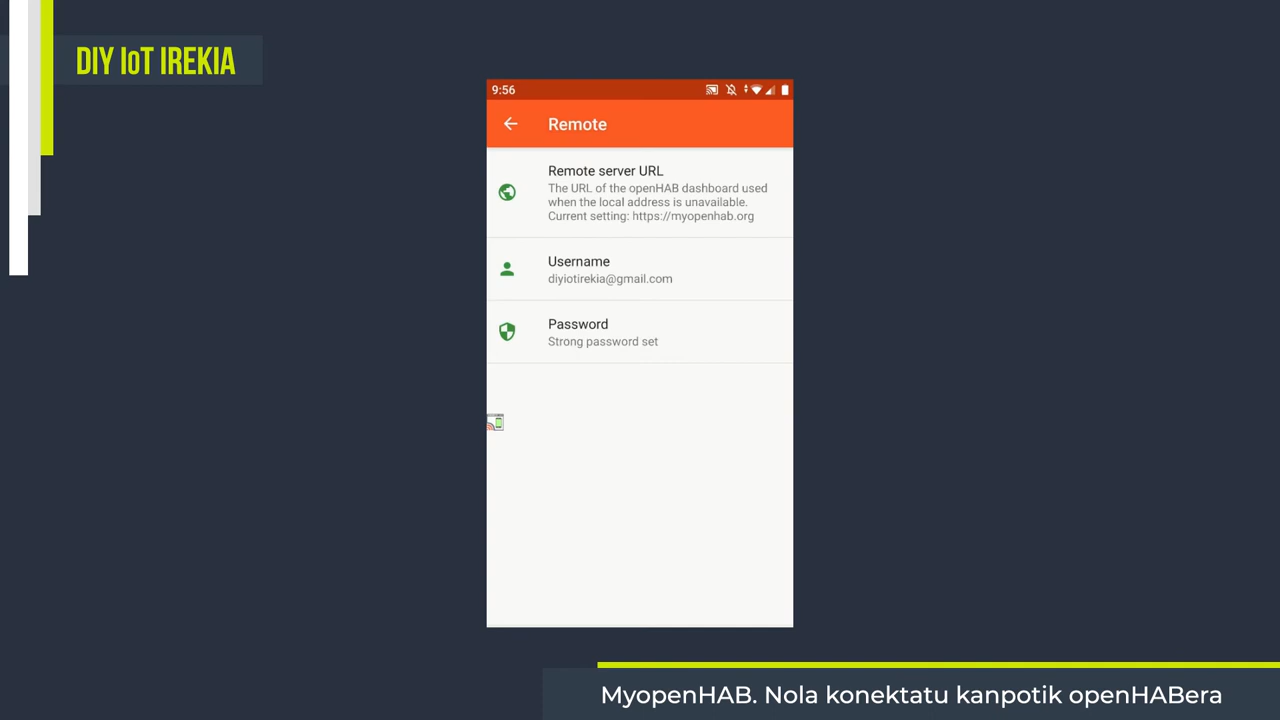 DIY IoT IREKIA
9:56
Remote
Remote server URL
The URL of the openHAB dashboard used
when the local address is unavailable.
Current setting: https://myopenhab.org
Username
diyiotirekia@gmail.com
Password
Strong password set
MyopenHAB. Nola konektatu kanpotik openHABera